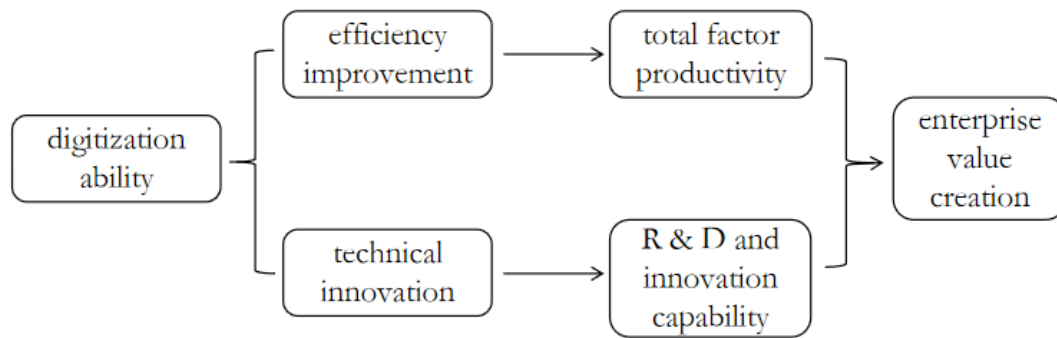 digitization
ability
efficiency
improvement
total factor
productivity
technical
innovation
R & D and
innovation
capability
enterprise
value
creation